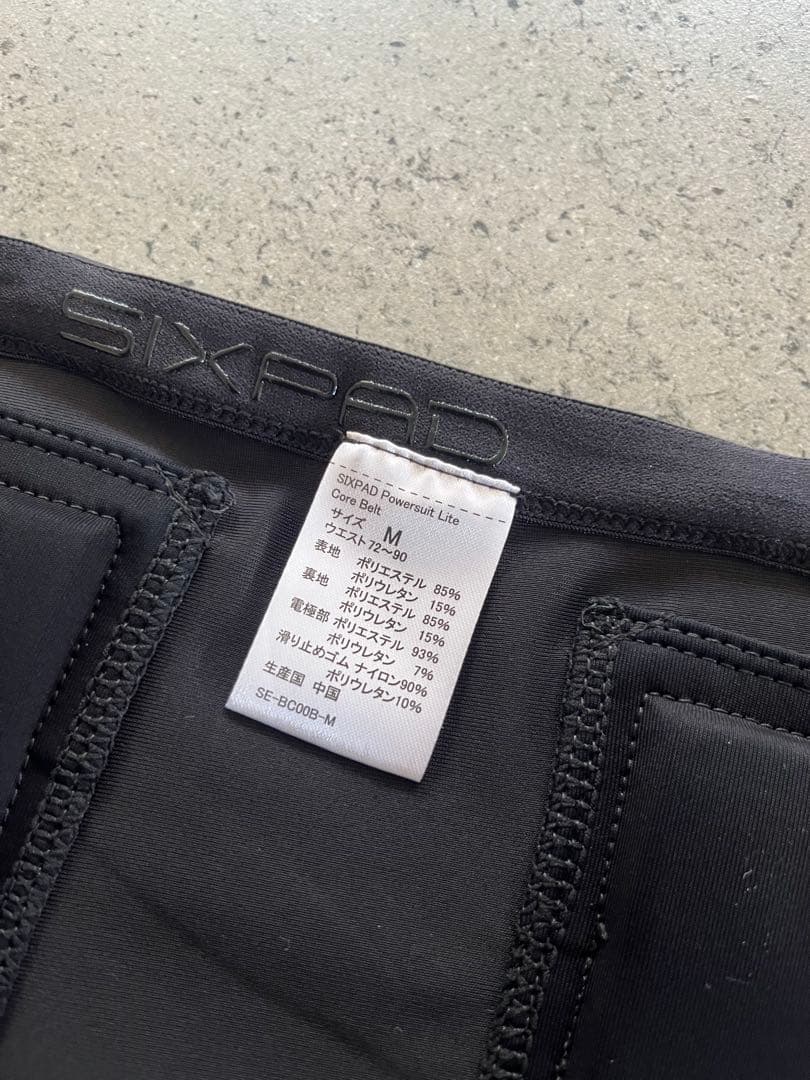 SIXPAD
SIXPAD Powersuit Lite
Core Belt
サイズ M
ウエスト72～90
表地 ポリエステル 85%
ポリウレタン 15%
裏地 ポリエステル 85%
ポリウレタン 15%
電極部 ポリエステル 93%
ポリウレタン 7%
滑り止めゴム ナイロン90%
ポリウレタン10%
生産国 中国
SE-BC00B-M